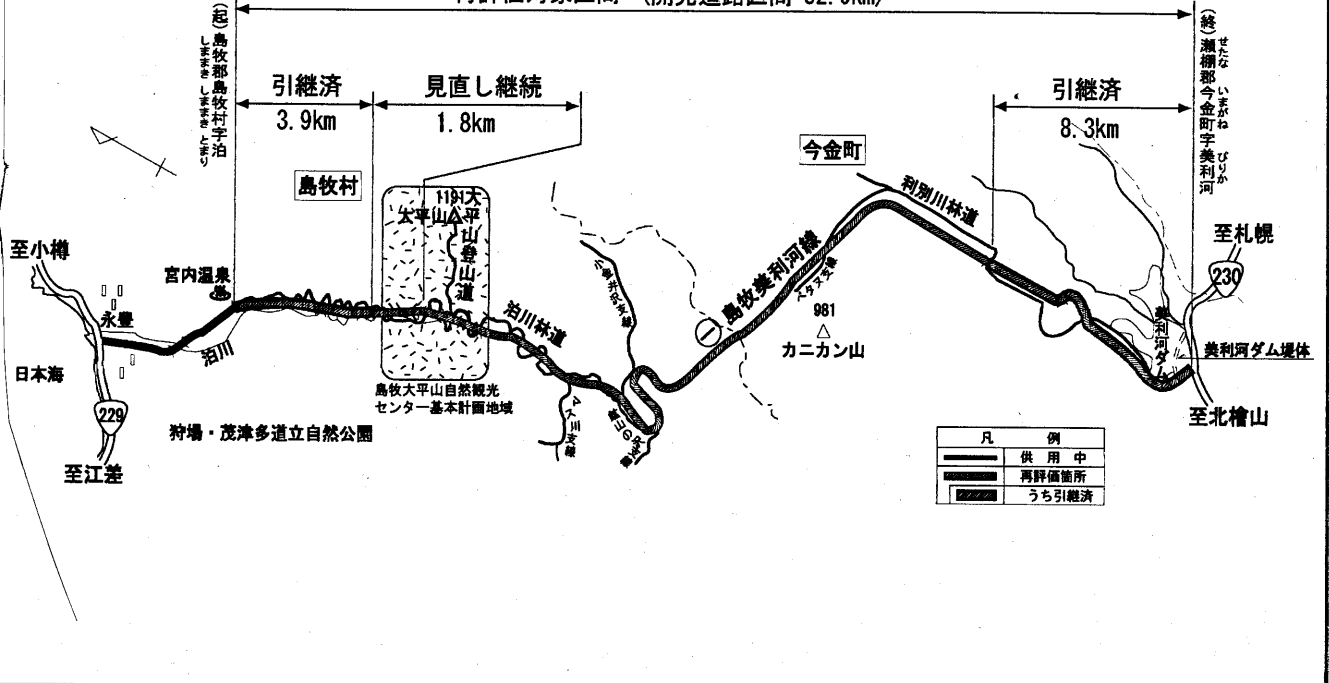 (起)島牧郡島牧村字泊
しままき しままき とまり
(終)瀬棚郡今金町字美利河
せたな いまがね ぴりか
引継済
3.9km
見直し継続
1.8km
引継済
8.3km
島牧村
今金町
1191
大平山
大平山登山道
利別川林道
至小樽
宮内温泉
永豊
泊川
泊川林道
日本海
229
至江差
狩場・茂津多道立自然公園
島牧大平山自然観光
センター基本計画地域
小金井沢支線
島牧美利河線
981
カニカン山
至札幌
230
美利河ダム
美利河ダム堤体
至北檜山
凡 例
供 用 中
再評価箇所
うち引継済